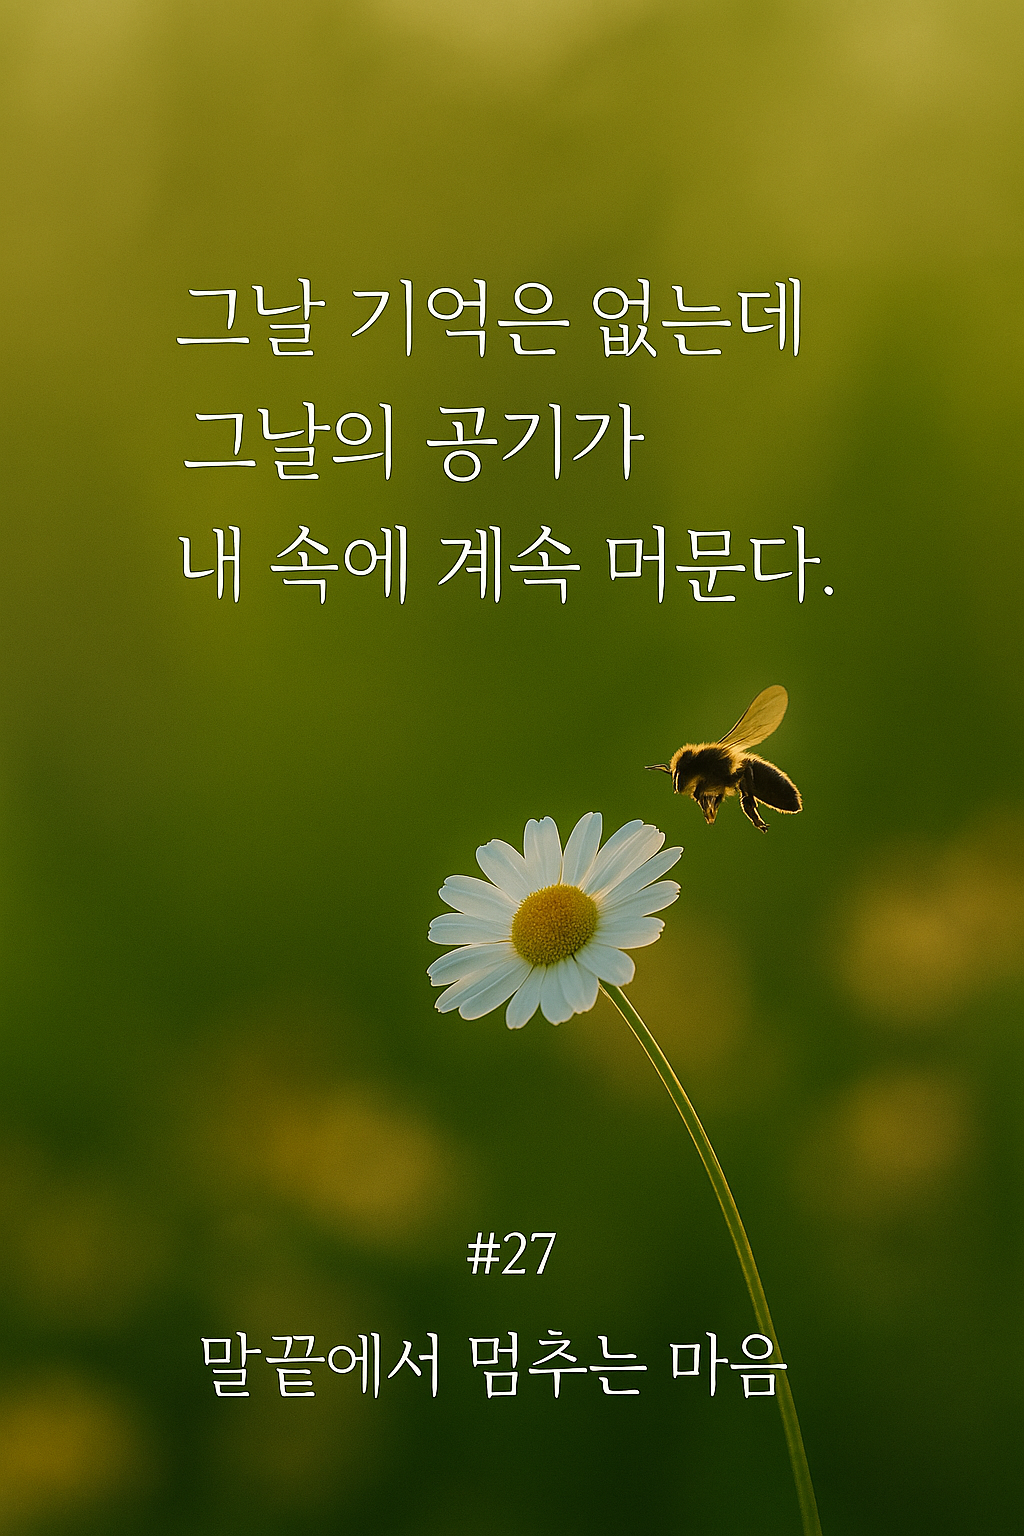 그날 기억은 없는데
그날의 공기가
내 속에 계속 머문다.
#27
말끝에서 멈추는 마음